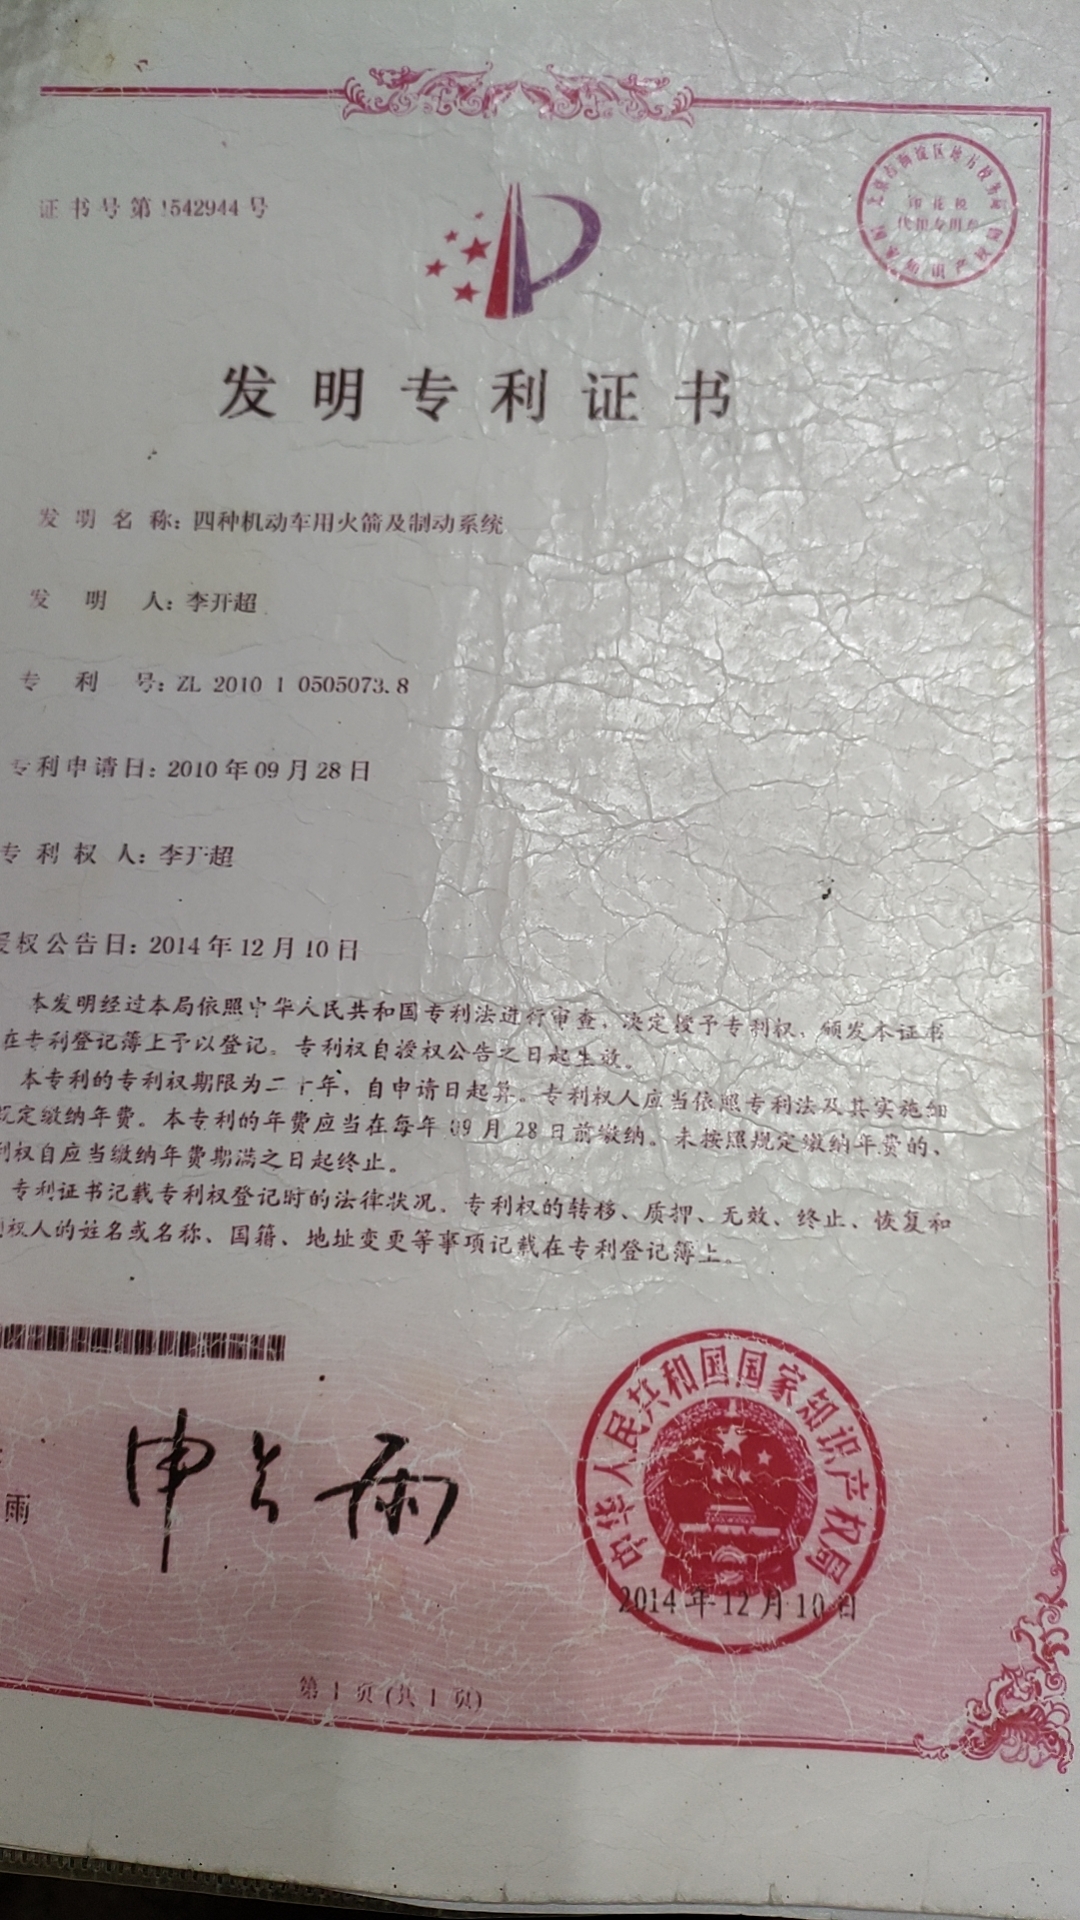 证书号第1542944号
印花税
代用专用章
发明专利证书
发明名称：四种机动车用火箭及制动系统
发明人：李开超
专利号：ZL 2010 1 0505073.8
专利申请日：2010年09月28日
专利权人：李开超
授权公告日：2014年12月10日
本发明经过本局依照中华人民共和国专利法进行审查，决定授予专利权，颁发本证书
在专利登记簿上予以登记。专利权自授权公告之日起生效。
本专利的专利权期限为二十年，自申请日起算。专利权人应当依照专利法及其实施细
规定缴纳年费。本专利的年费应当在每年09月28日前缴纳。未按照规定缴纳年费的，
利权自应当缴纳年费期满之日起终止。
专利证书记载专利权登记时的法律状况。专利权的转移、质押、无效、终止、恢复和
利权人的姓名或名称、国籍、地址变更等事项记载在专利登记簿上。
雨
申长雨
中华人民共和国国家知识产权局
2014年12月10日
第1页(共1页)